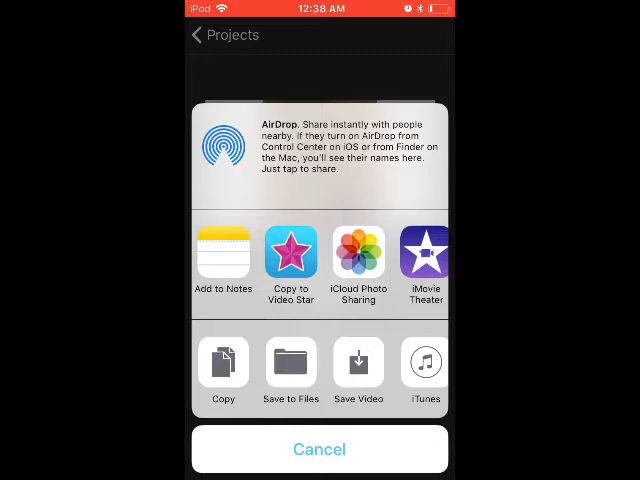 iPod 12:38 AM
Projects
AirDrop. Share instantly with people
nearby. If they turn on AirDrop from
Control Center on iOS or from Finder on
the Mac, you'll see their names here.
Just tap to share.
Add to Notes
Copy to
Video Star
iCloud Photo
Sharing
iMovie
Theater
Copy
Save to Files
Save Video
iTunes
Cancel